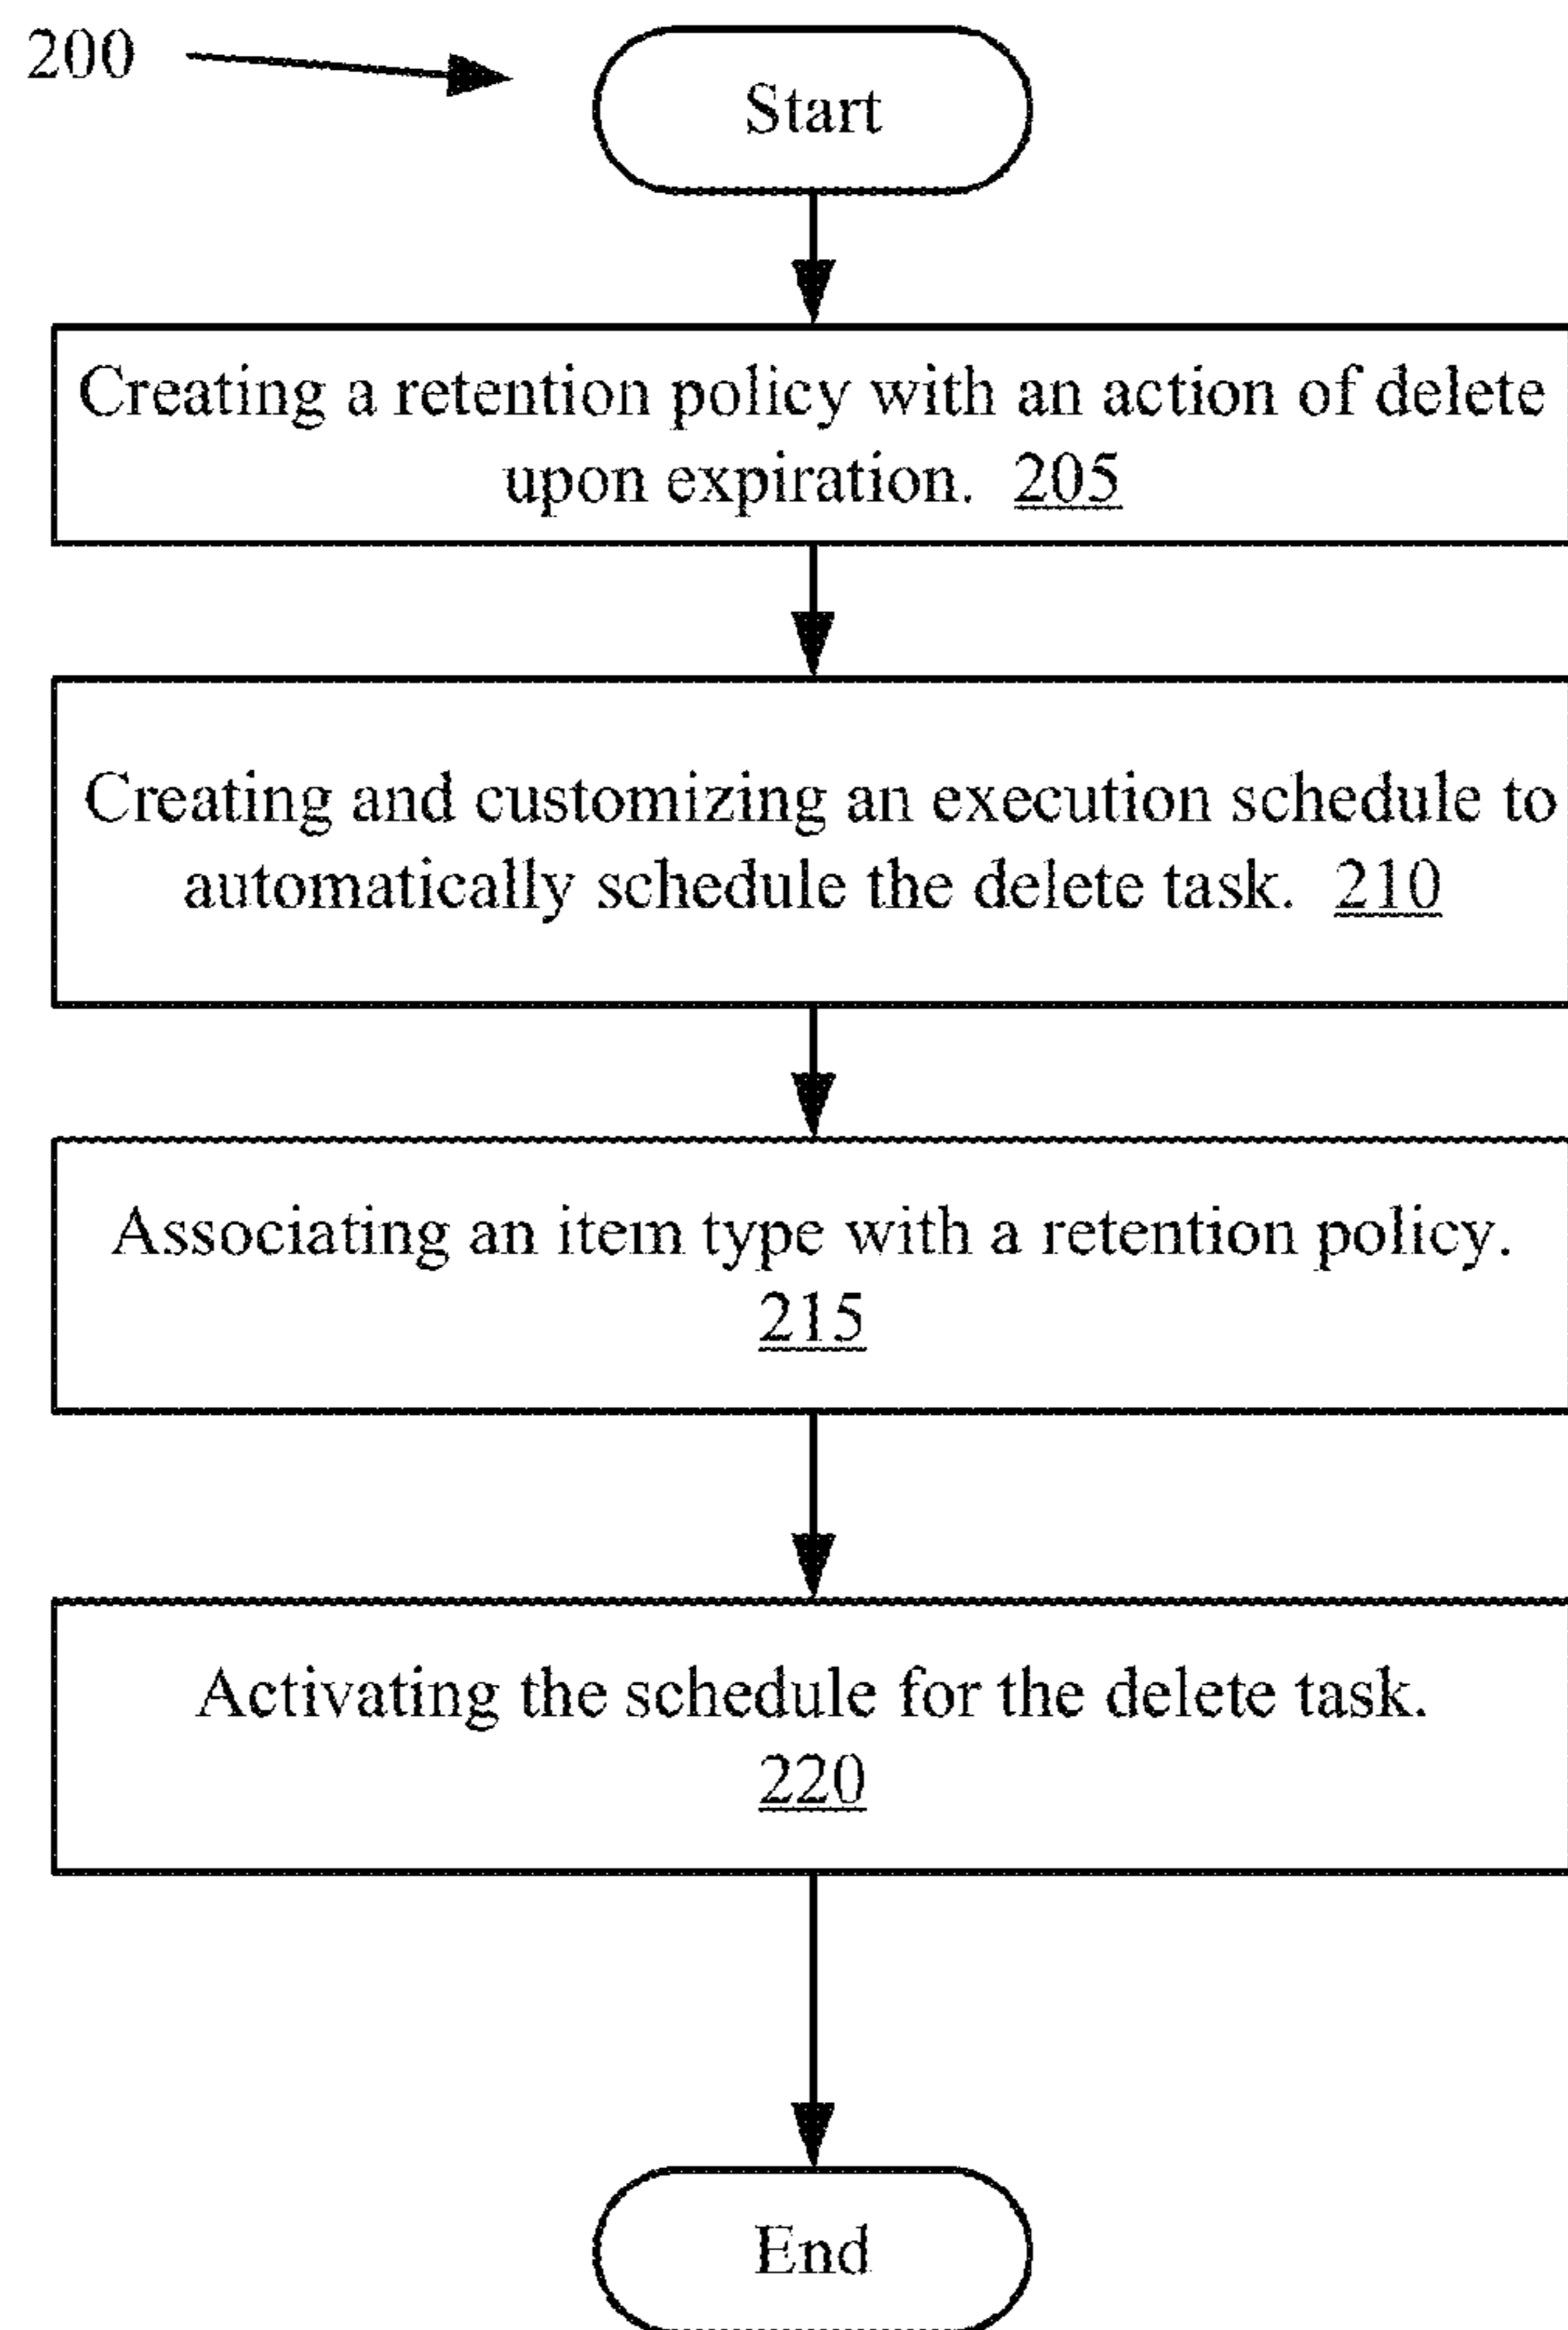 200
Start
Creating a retention policy with an action of delete
upon expiration. 205
Creating and customizing an execution schedule to
automatically schedule the delete task. 210
Associating an item type with a retention policy.
215
Activating the schedule for the delete task.
220
End